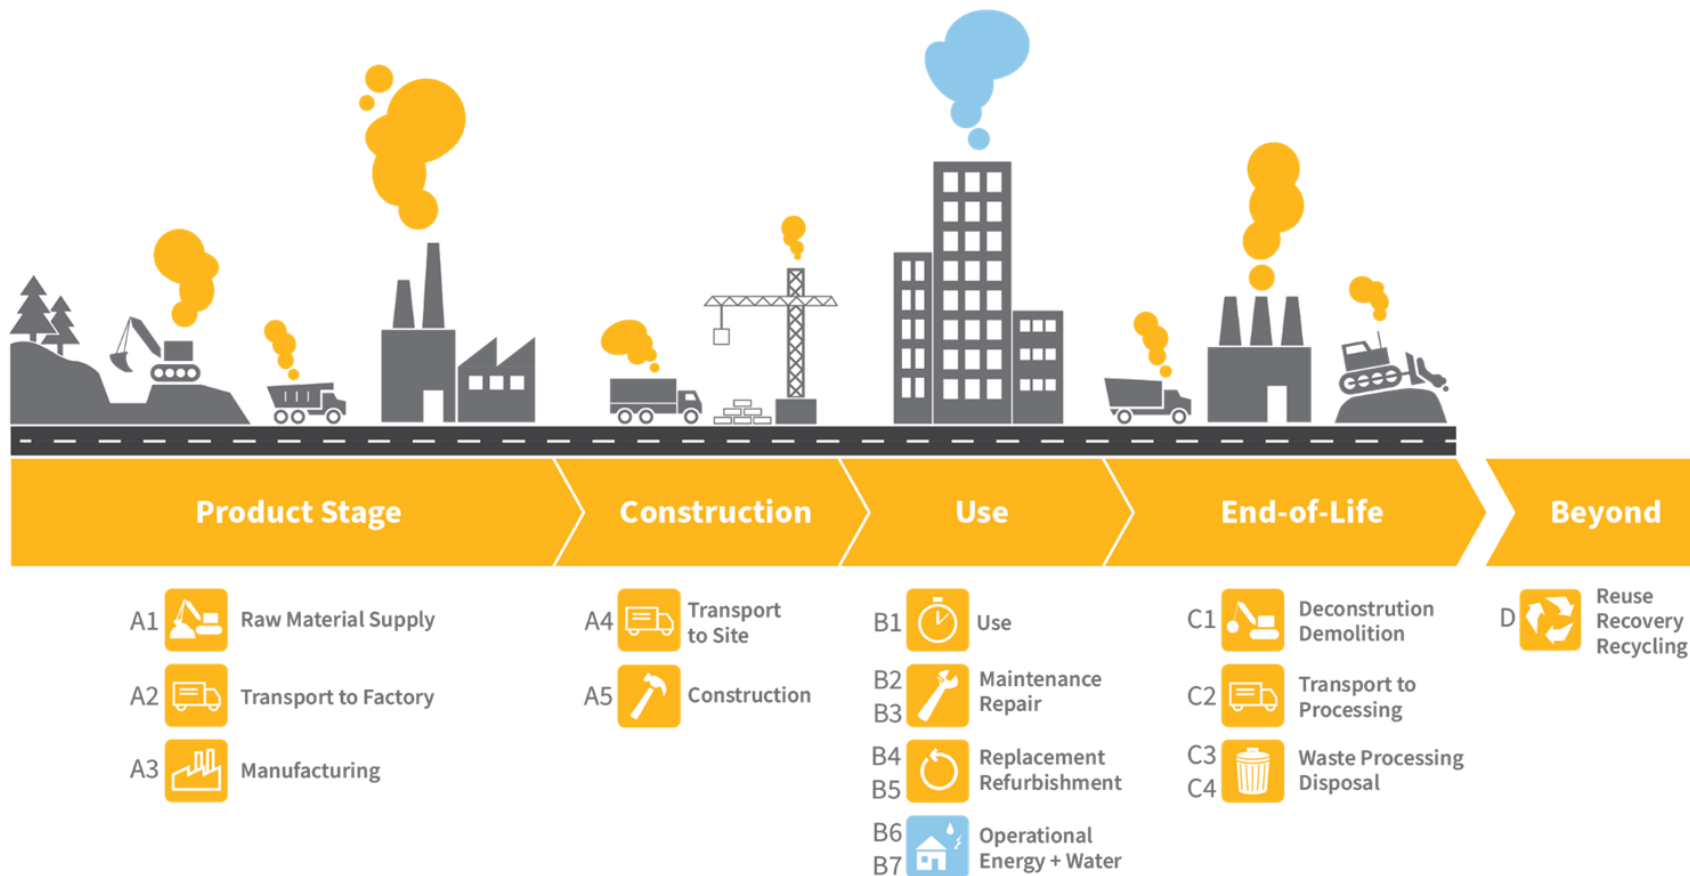 Product Stage
Construction
Use
End-of-Life
Beyond
A1
Raw Material Supply
A2
Transport to Factory
A3
Manufacturing
A4
Transport
to Site
A5
Construction
B1
Use
B2
B3
Maintenance
Repair
B4
B5
Replacement
Refurbishment
B6
B7
Operational
Energy + Water
C1
Deconstrution
Demolition
C2
Transport to
Processing
C3
C4
Waste Processing
Disposal
D
Reuse
Recovery
Recycling